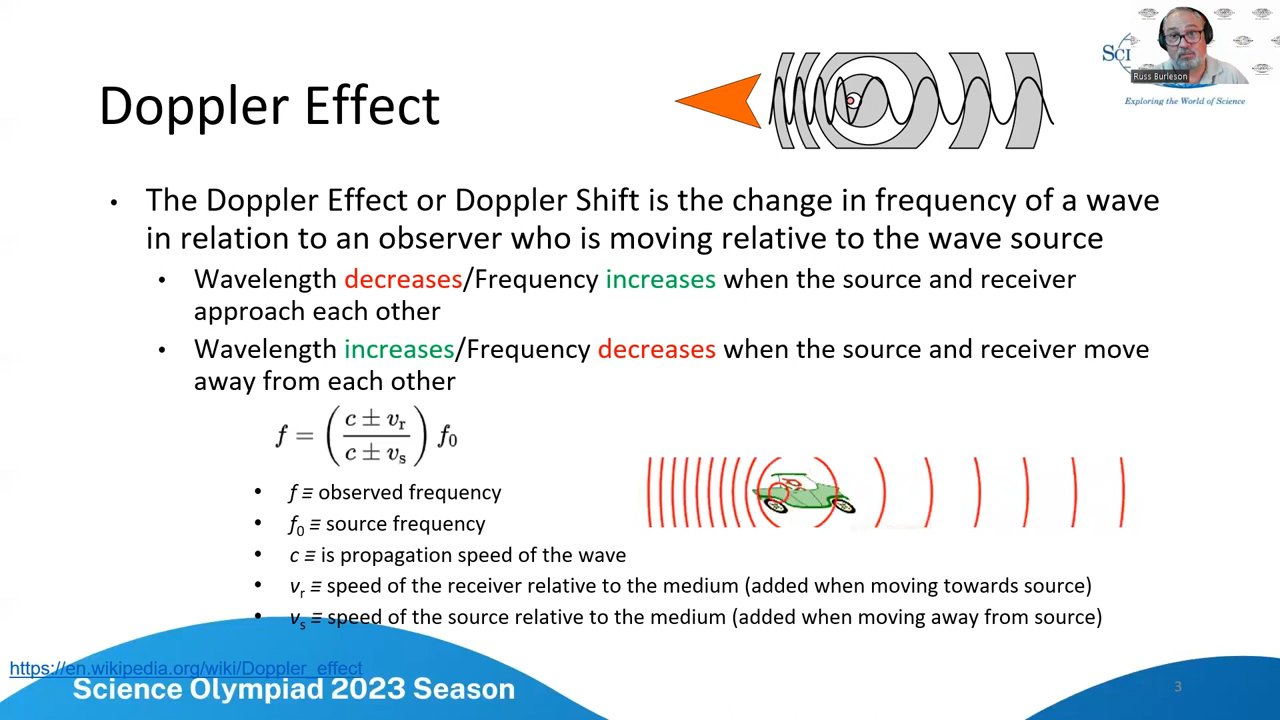 Doppler Effect
SCI
Russ Burleson
Exploring the World of Science
• The Doppler Effect or Doppler Shift is the change in frequency of a wave
in relation to an observer who is moving relative to the wave source
• Wavelength decreases/Frequency increases when the source and receiver
approach each other
• Wavelength increases/Frequency decreases when the source and receiver move
away from each other
f = ( (c ± vᵣ) / (c ± vₛ) ) f₀
• f ≡ observed frequency
• f₀ ≡ source frequency
• c ≡ is propagation speed of the wave
• vᵣ ≡ speed of the receiver relative to the medium (added when moving towards source)
• vₛ ≡ speed of the source relative to the medium (added when moving away from source)
https://en.wikipedia.org/wiki/Doppler_effect
Science Olympiad 2023 Season
3